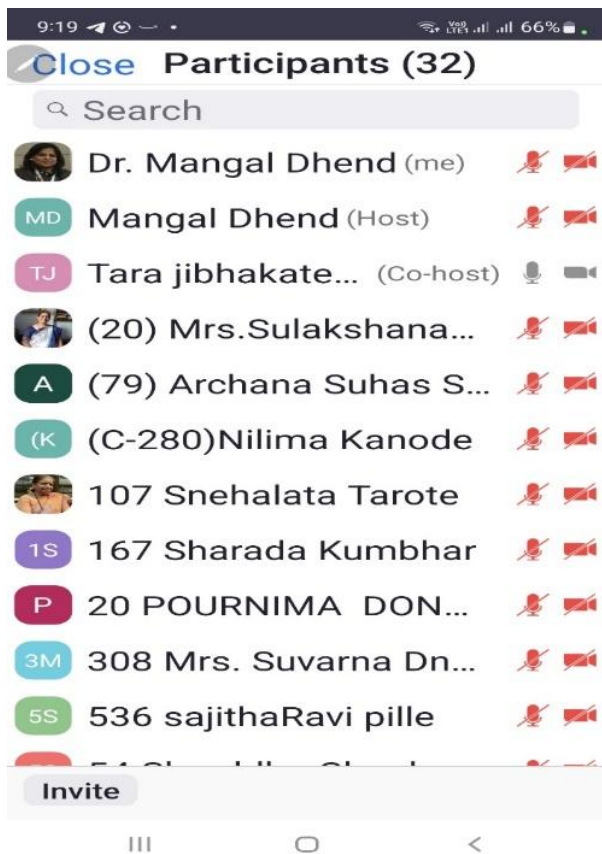 9:19 VoB LTE1 66%
Close Participants (32)
Search
Dr. Mangal Dhend (me)
MD Mangal Dhend (Host)
TJ Tara jibhakate... (Co-host)
(20) Mrs.Sulakshana...
A (79) Archana Suhas S...
(K (C-280)Nilima Kanode
107 Snehalata Tarote
1S 167 Sharada Kumbhar
P 20 POURNIMA DON...
3M 308 Mrs. Suvarna Dn...
5S 536 sajithaRavi pille
Invite